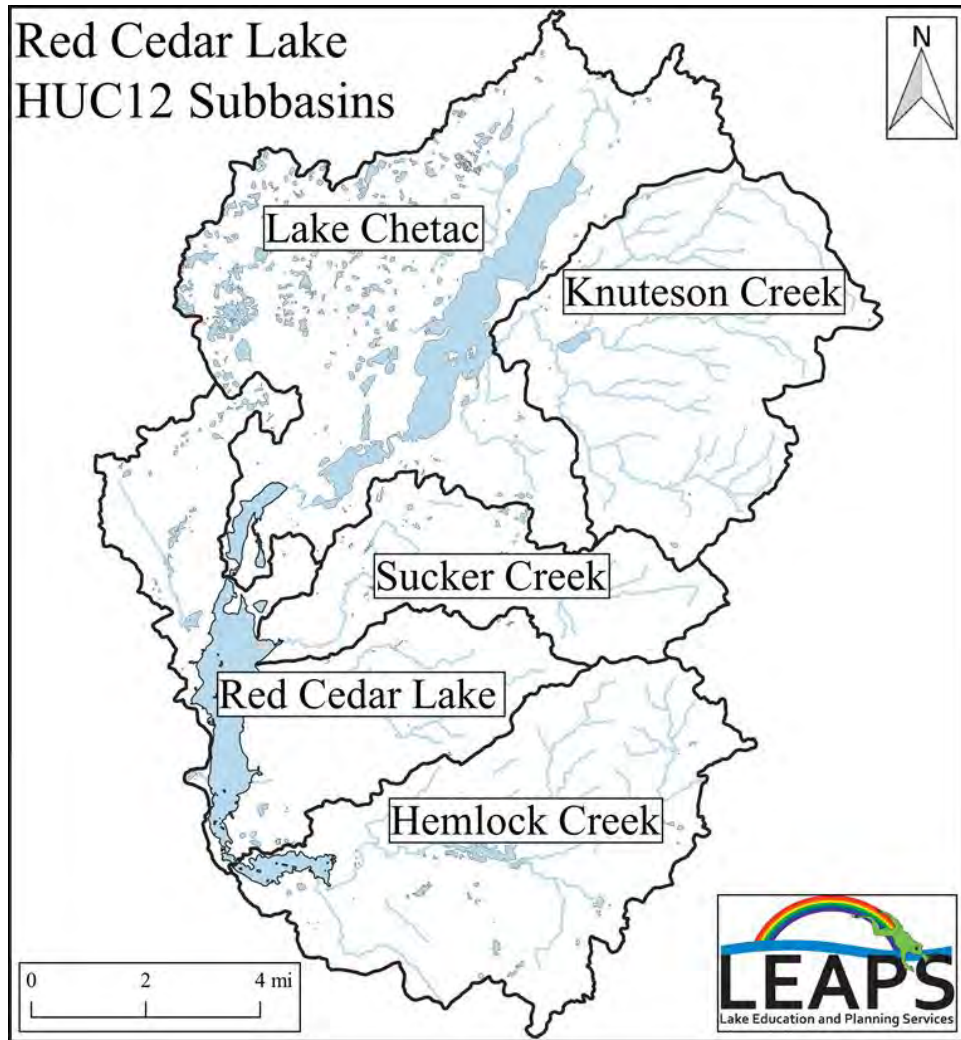 Red Cedar Lake
HUC12 Subbasins
N
Lake Chetac
Knuteson Creek
Sucker Creek
Red Cedar Lake
Hemlock Creek
0 2 4 mi
LEAPS
Lake Education and Planning Services